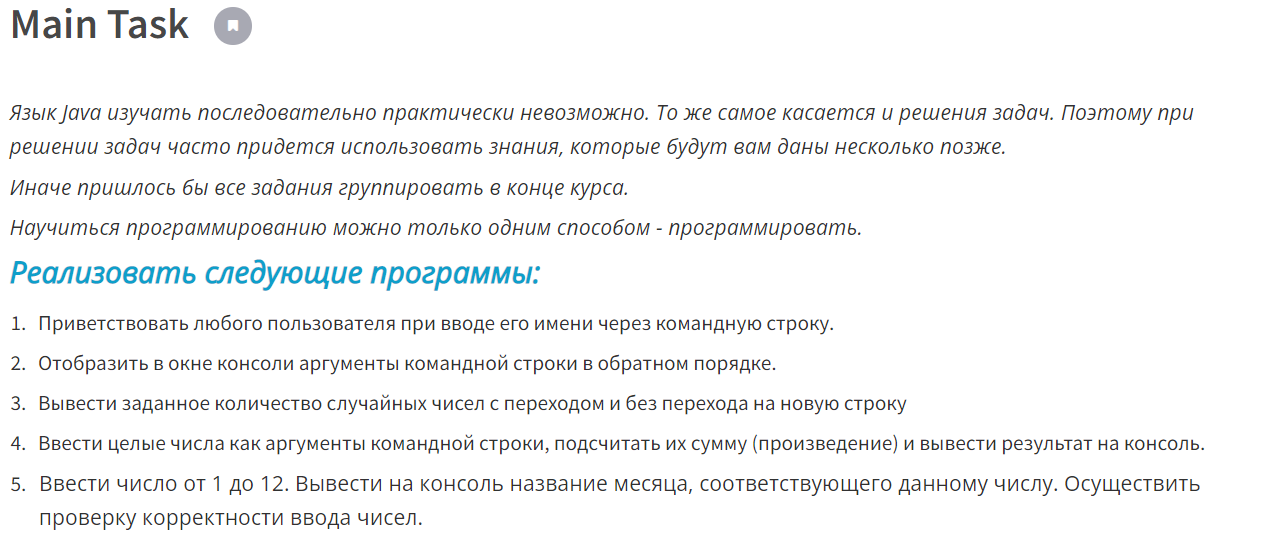 Main Task
Язык Java изучать последовательно практически невозможно. То же самое касается и решения задач. Поэтому при
решении задач часто придется использовать знания, которые будут вам даны несколько позже.
Иначе пришлось бы все задания группировать в конце курса.
Научиться программированию можно только одним способом - программировать.
Реализовать следующие программы:
1. Приветствовать любого пользователя при вводе его имени через командную строку.
2. Отобразить в окне консоли аргументы командной строки в обратном порядке.
3. Вывести заданное количество случайных чисел с переходом и без перехода на новую строку
4. Ввести целые числа как аргументы командной строки, подсчитать их сумму (произведение) и вывести результат на консоль.
5. Ввести число от 1 до 12. Вывести на консоль название месяца, соответствующего данному числу. Осуществить
проверку корректности ввода чисел.